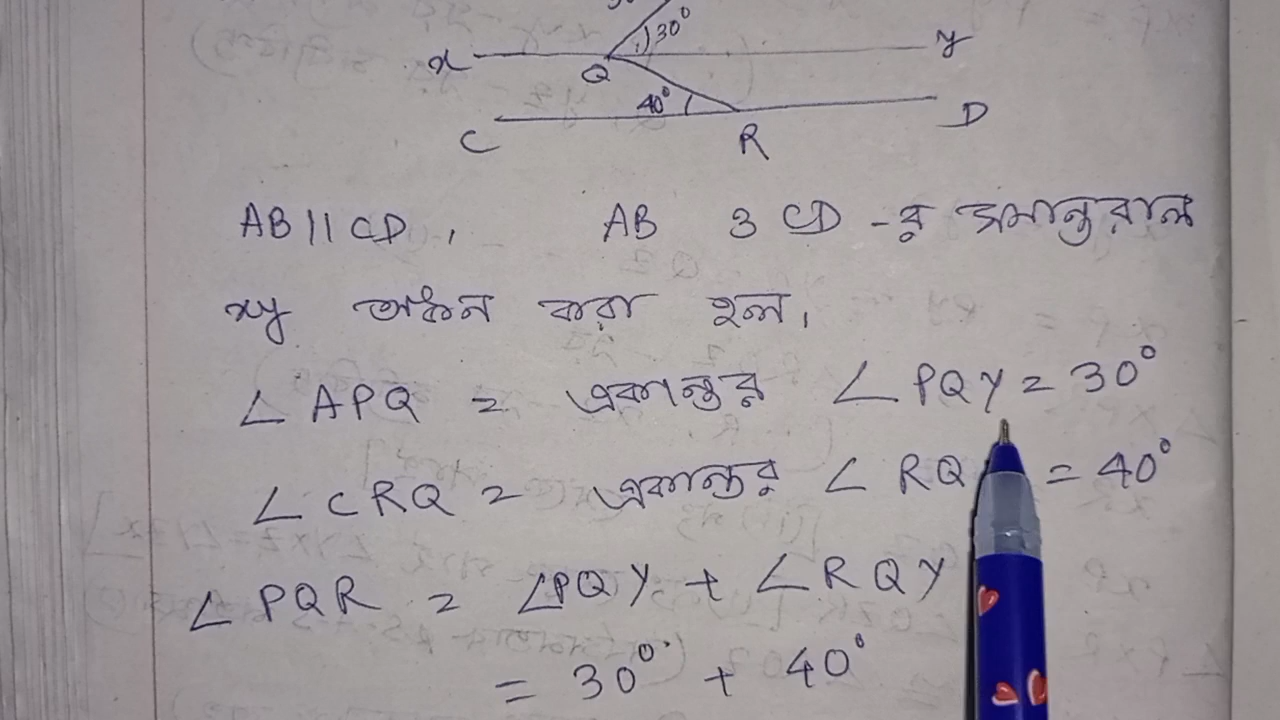 30°
x Q y
40°
C R D
AB || CD, AB ও CD -র সমান্তরাল
xy অঙ্কন করা হল।
∠APQ = একান্তর ∠PQY = 30°
∠CRQ = একান্তর ∠RQ = 40°
∠PQR = ∠PQY + ∠RQY
= 30° + 40°